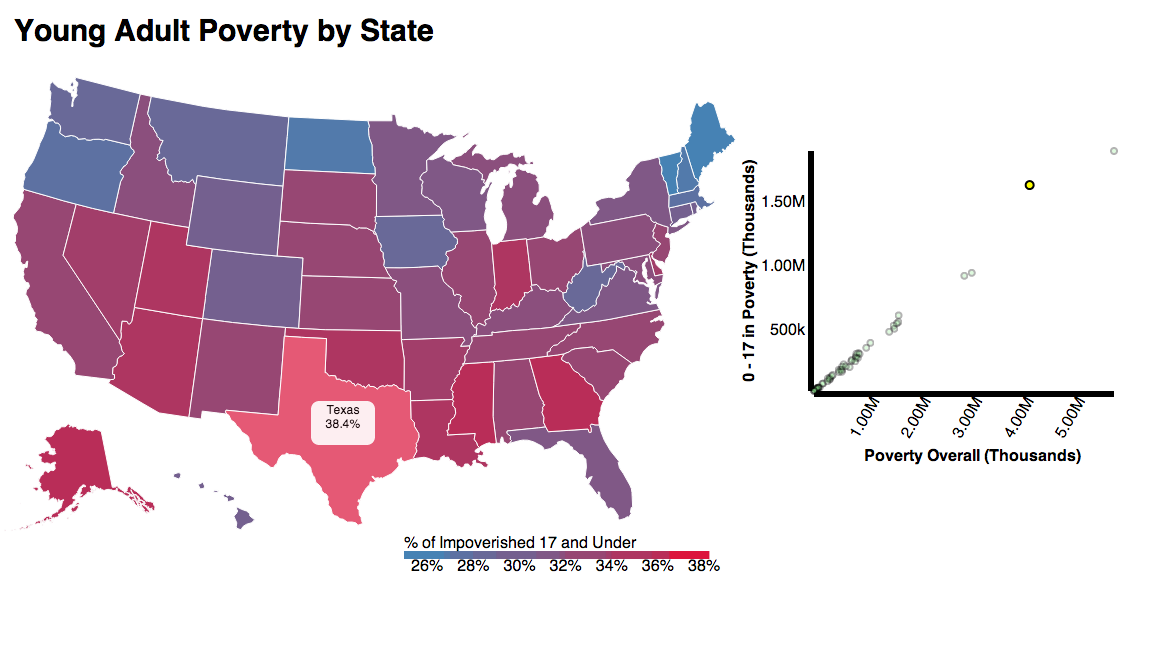 Young Adult Poverty by State
Texas
38.4%
% of Impoverished 17 and Under
26% 28% 30% 32% 34% 36% 38%
0 - 17 in Poverty (Thousands)
1.50M
1.00M
500k
1.00M 2.00M 3.00M 4.00M 5.00M
Poverty Overall (Thousands)